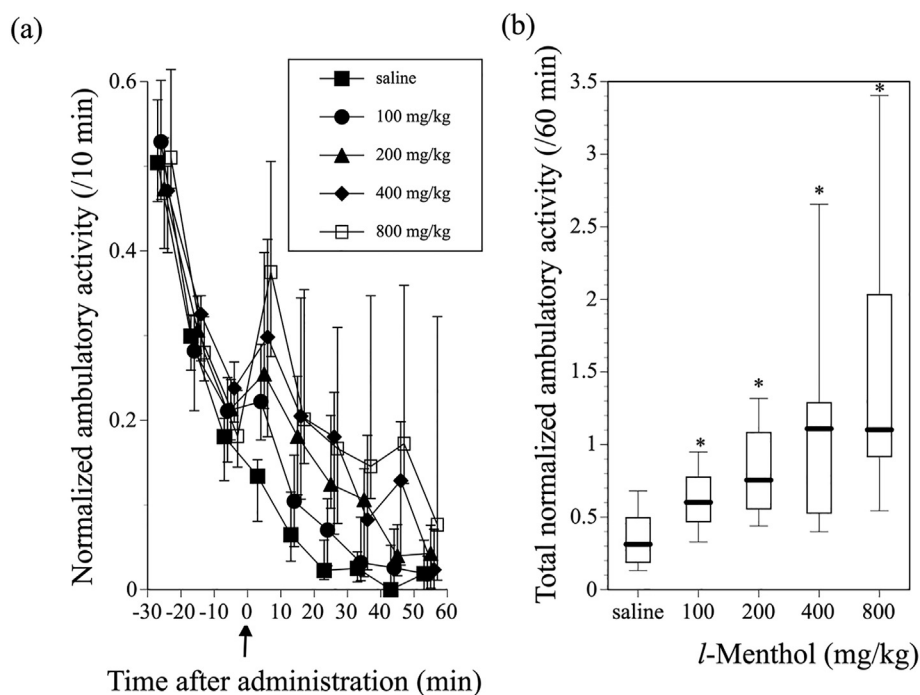 (a)
Normalized ambulatory activity (/10 min)
0.6
0.4
0.2
0
-30 -20 -10 0 10 20 30 40 50 60
Time after administration (min)
saline
100 mg/kg
200 mg/kg
400 mg/kg
800 mg/kg
(b)
Total normalized ambulatory activity (/60 min)
3.5
3
2.5
2
1.5
1
0.5
0
* * * *
saline 100 200 400 800
l-Menthol (mg/kg)